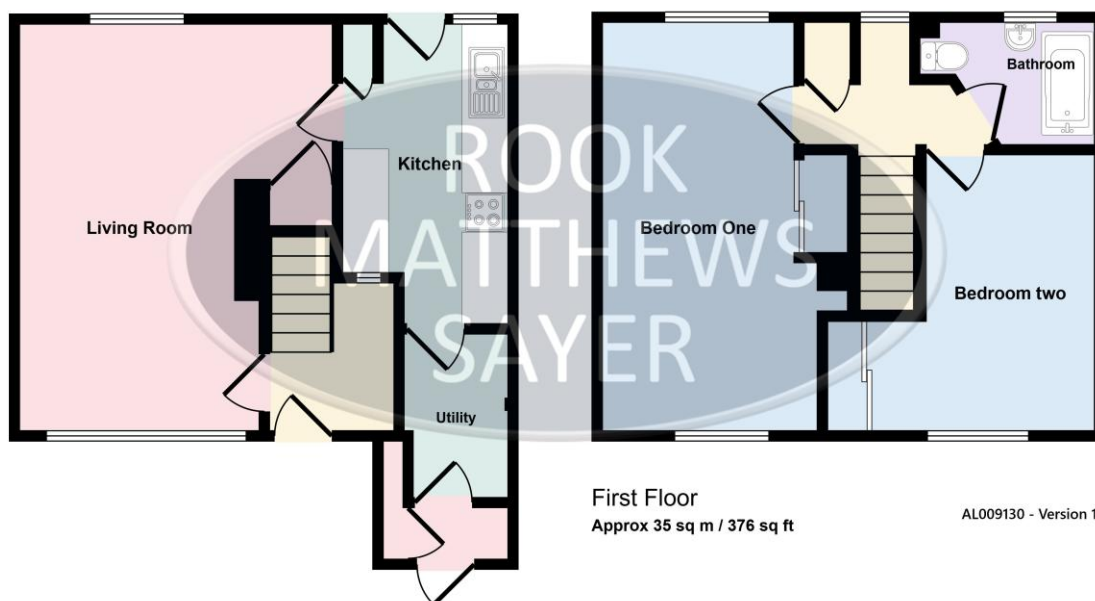 Living Room
Kitchen
Utility
Bedroom One
Bathroom
Bedroom two
ROOK
MATTHEWS
SAYER
First Floor
Approx 35 sq m / 376 sq ft
AL009130 - Version 1